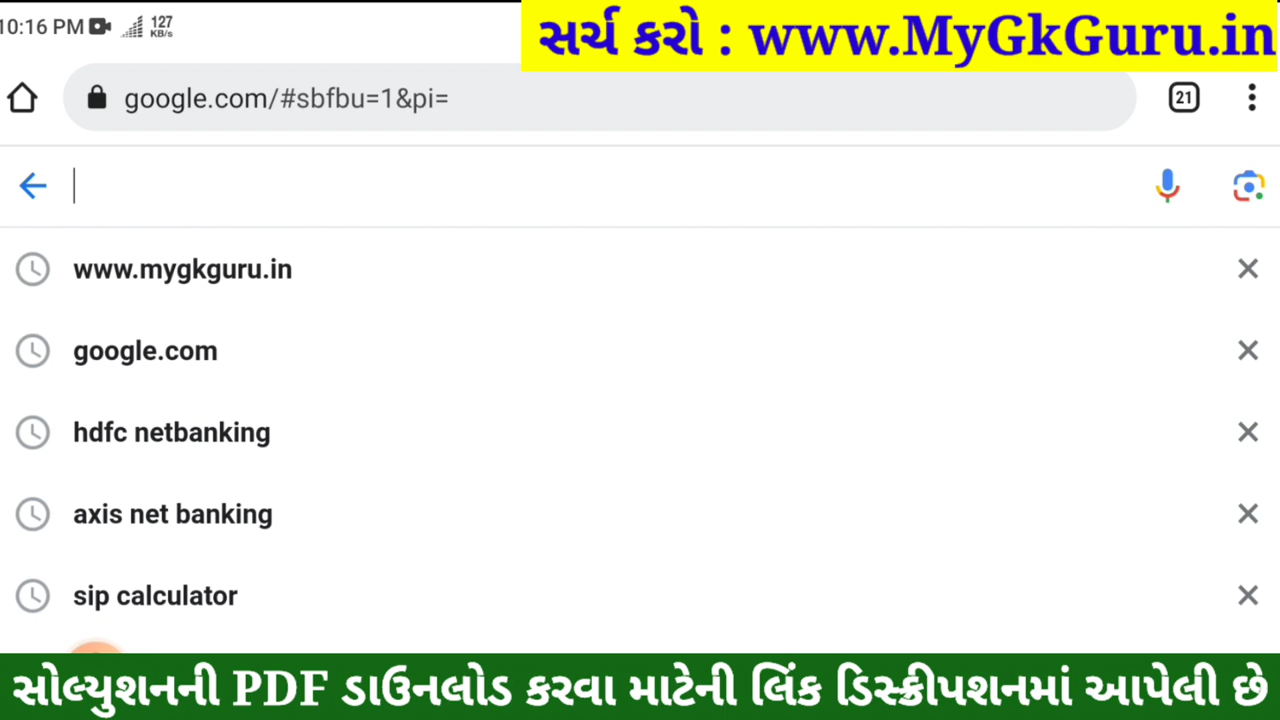 10:16 PM 127 KB/s
સર્ચ કરો : www.MyGkGuru.in
google.com/#sbfbu=1&pi=
21
www.mygkguru.in
google.com
hdfc netbanking
axis net banking
sip calculator
સોલ્યુશનની PDF ડાઉનલોડ કરવા માટેની લિંક ડિસ્ક્રીપશનમાં આપેલી છે